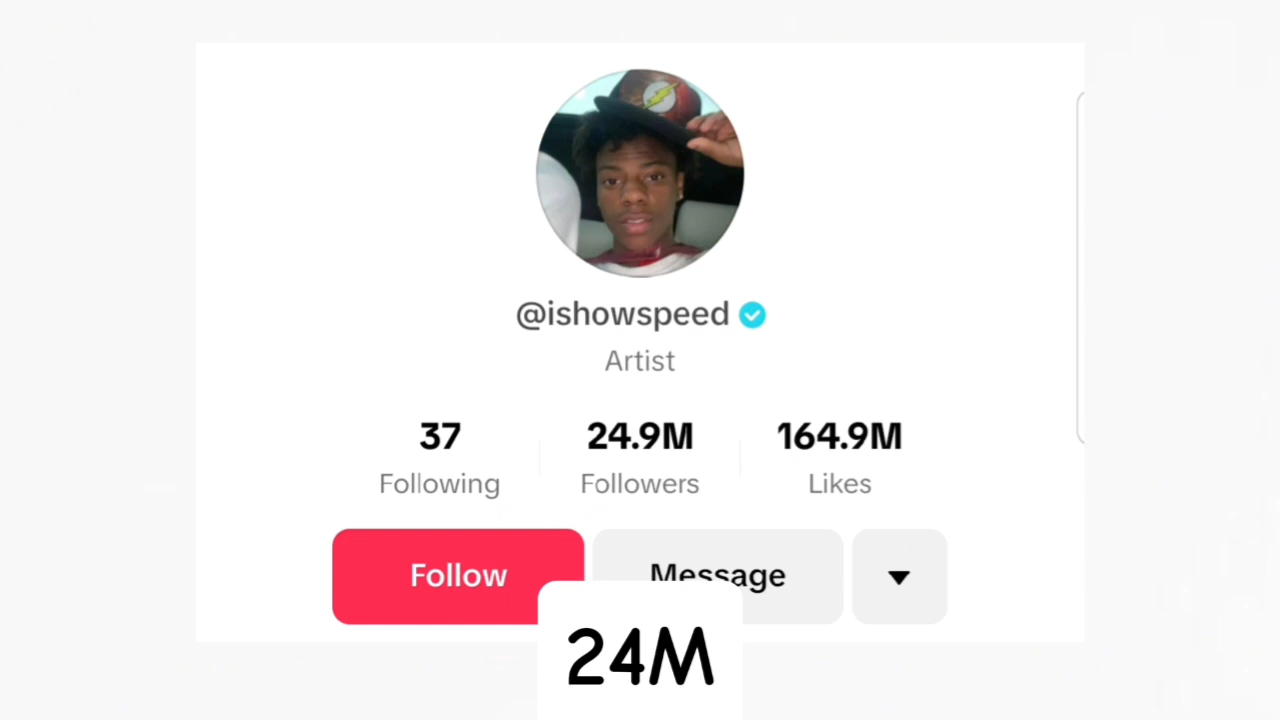 @ishowspeed
Artist
37 24.9M 164.9M
Following Followers Likes
Follow Message
24M